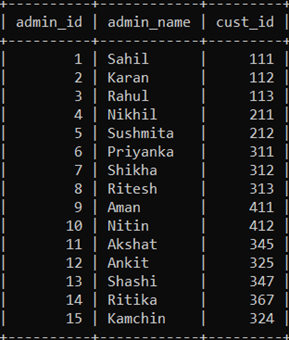 | admin_id | admin_name | cust_id |
| 1 | Sahil | 111 |
| 2 | Karan | 112 |
| 3 | Rahul | 113 |
| 4 | Nikhil | 211 |
| 5 | Sushmita | 212 |
| 6 | Priyanka | 311 |
| 7 | Shikha | 312 |
| 8 | Ritesh | 313 |
| 9 | Aman | 411 |
| 10 | Nitin | 412 |
| 11 | Akshat | 345 |
| 12 | Ankit | 325 |
| 13 | Shashi | 347 |
| 14 | Ritika | 367 |
| 15 | Kamchin | 324 |